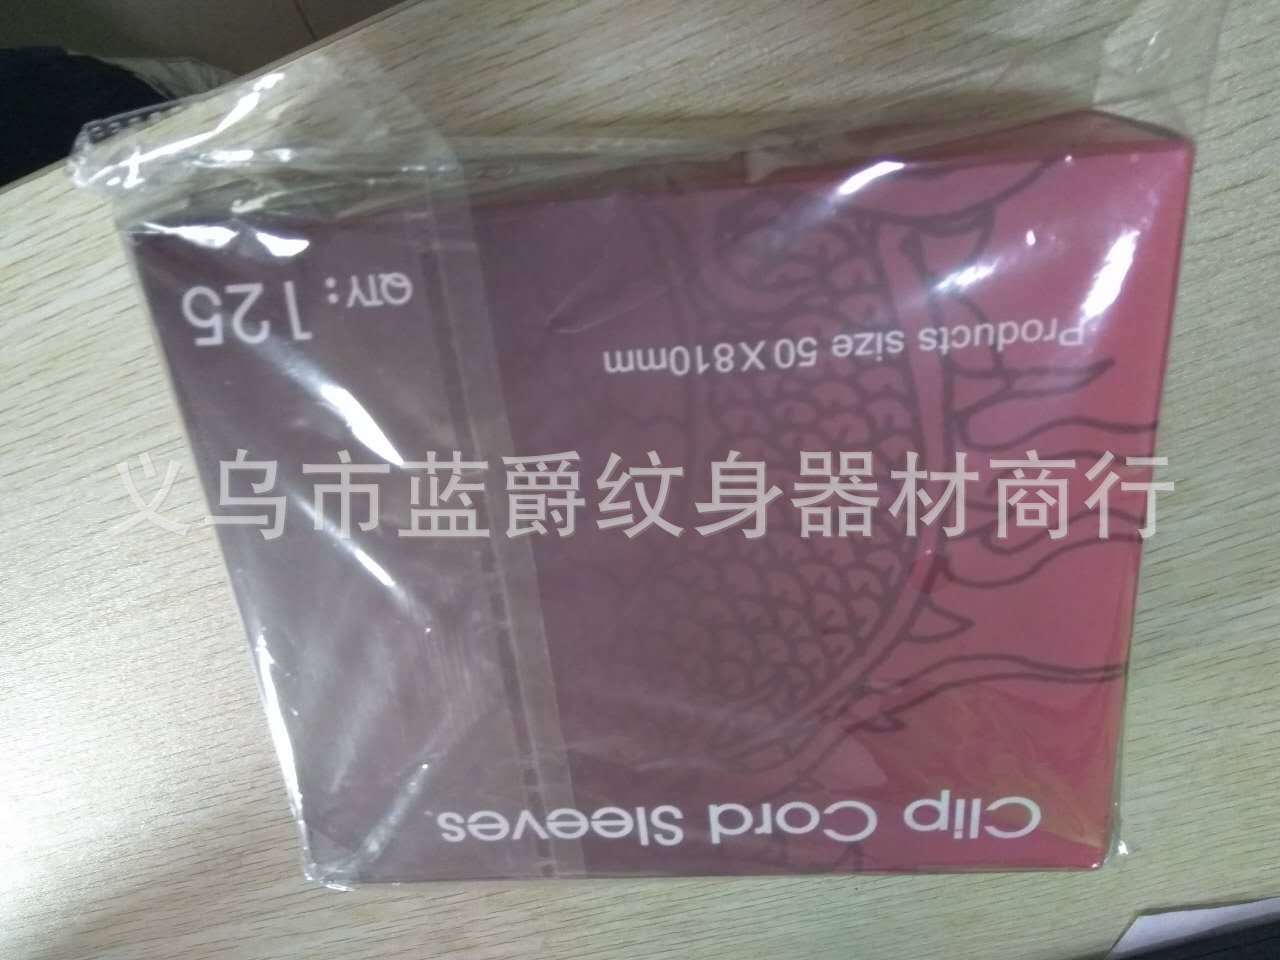 Clip Cord Sleeves
Products size 50X810mm
QTY: 125
义乌市蓝爵纹身器材商行